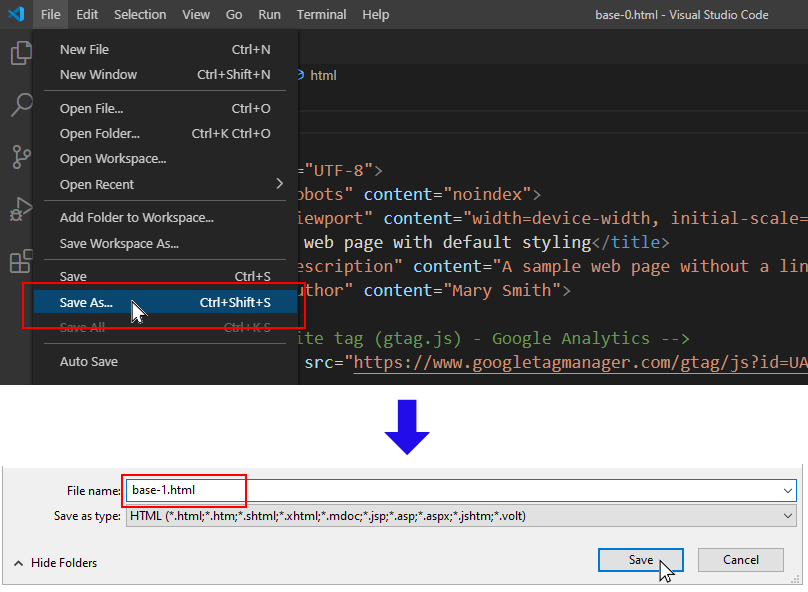 File Edit Selection View Go Run Terminal Help base-0.html - Visual Studio Code
New File Ctrl+N
New Window Ctrl+Shift+N
html
Open File... Ctrl+O
Open Folder... Ctrl+K Ctrl+O
Open Workspace...
="UTF-8">
Open Recent
obots" content="noindex">
Add Folder to Workspace...
iewport" content="width=device-width, initial-scale=
Save Workspace As...
web page with default styling</title>
escription" content="A sample web page without a lin
Save Ctrl+S
uthor" content="Mary Smith">
Save As... Ctrl+Shift+S
Save All Ctrl+K S
ite tag (gtag.js) - Google Analytics -->
Auto Save
src="https://www.googletagmanager.com/gtag/js?id=UA
File name: base-1.html
Save as type: HTML (*.html;*.htm;*.shtml;*.xhtml;*.mdoc;*.jsp;*.asp;*.aspx;*.jshtm;*.volt)
Hide Folders Save Cancel